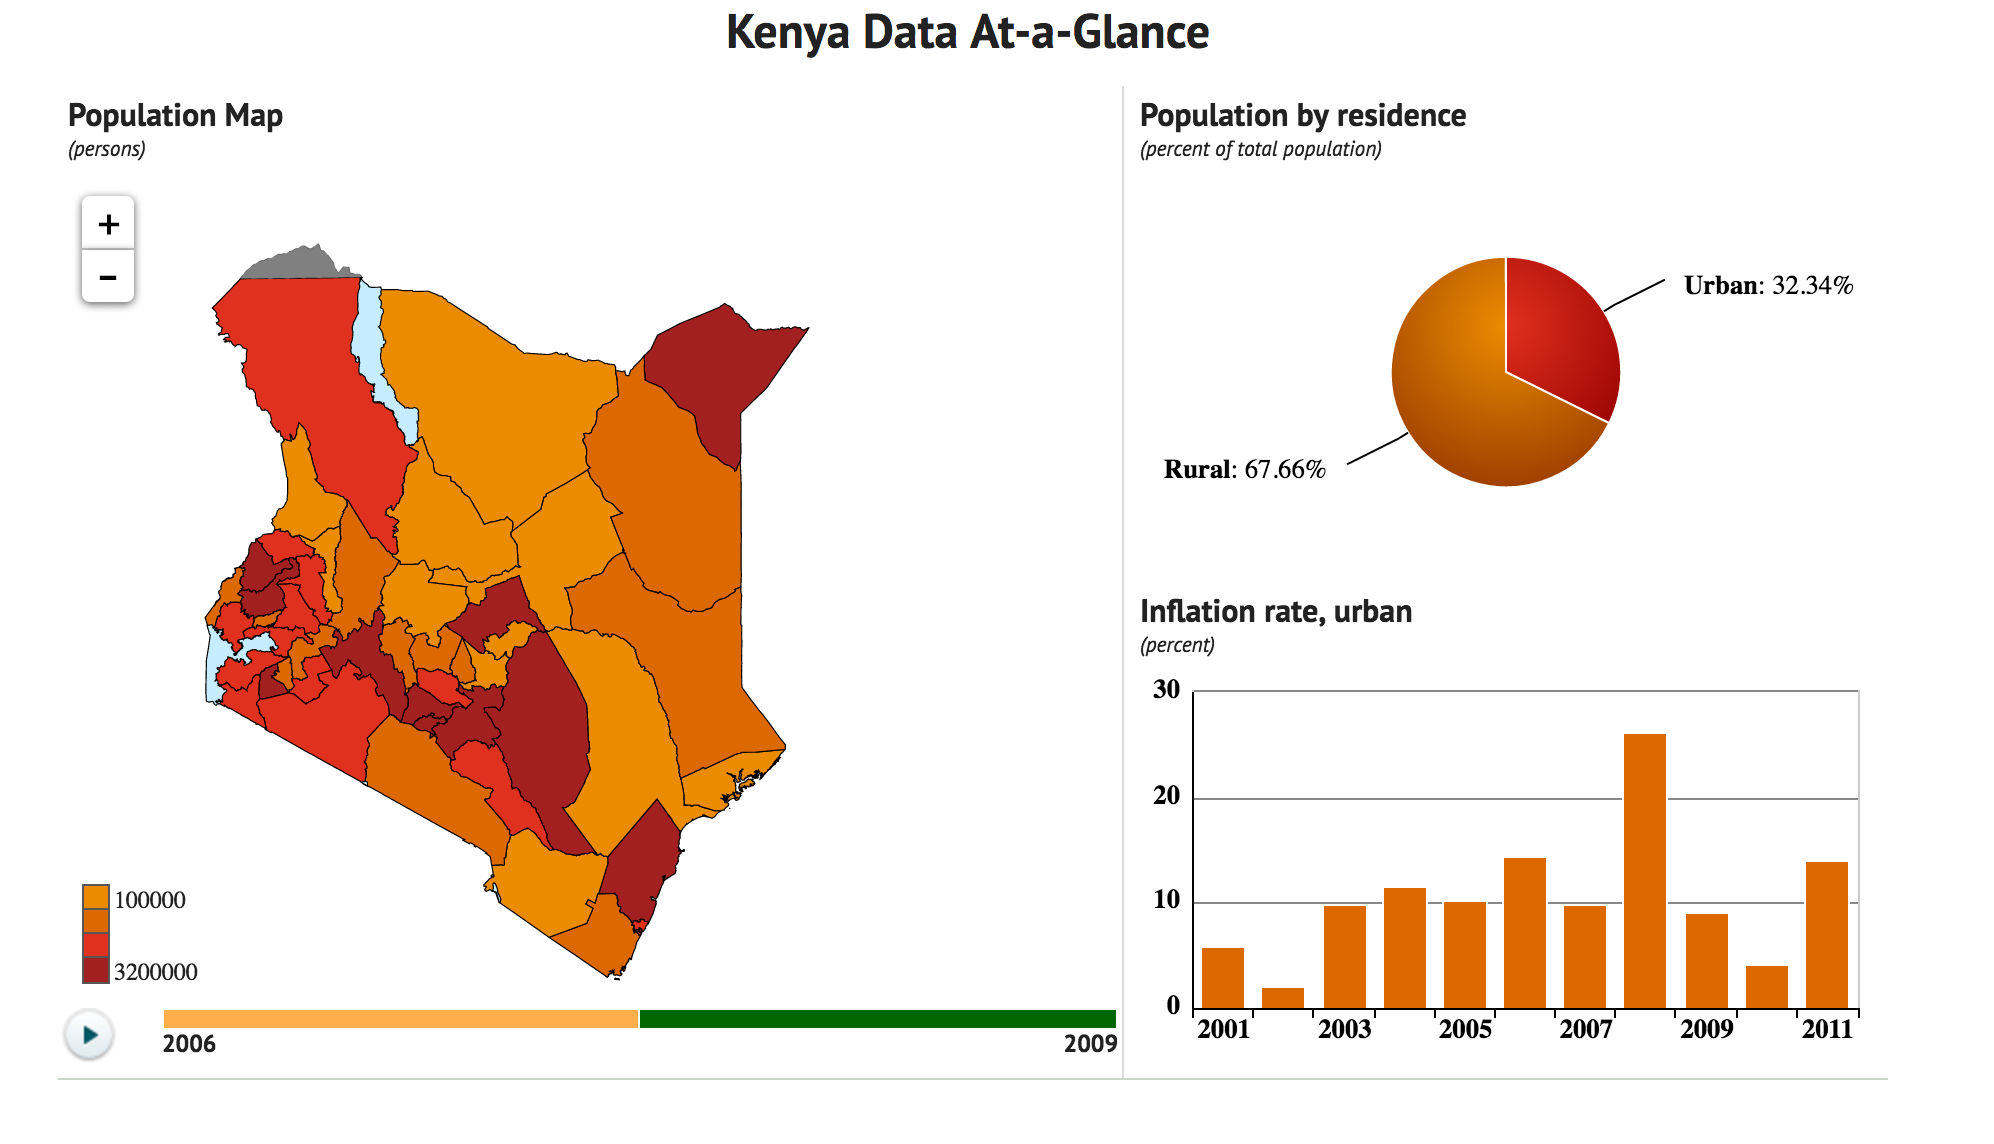 Kenya Data At-a-Glance
Population Map
(persons)
+
-
100000
3200000
2006
2009
Population by residence
(percent of total population)
Urban: 32.34%
Rural: 67.66%
Inflation rate, urban
(percent)
30
20
10
0
2001
2003
2005
2007
2009
2011